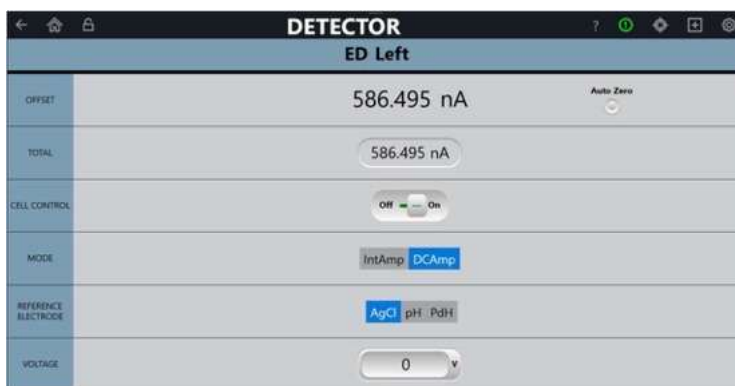 DETECTOR
?
ED Left
OFFSET
586.495 nA
Auto Zero
TOTAL
586.495 nA
CELL CONTROL
Off On
MODE
IntAmp DCAmp
REFERENCE
ELECTRODE
AgCl pH PdH
VOLTAGE
0 V